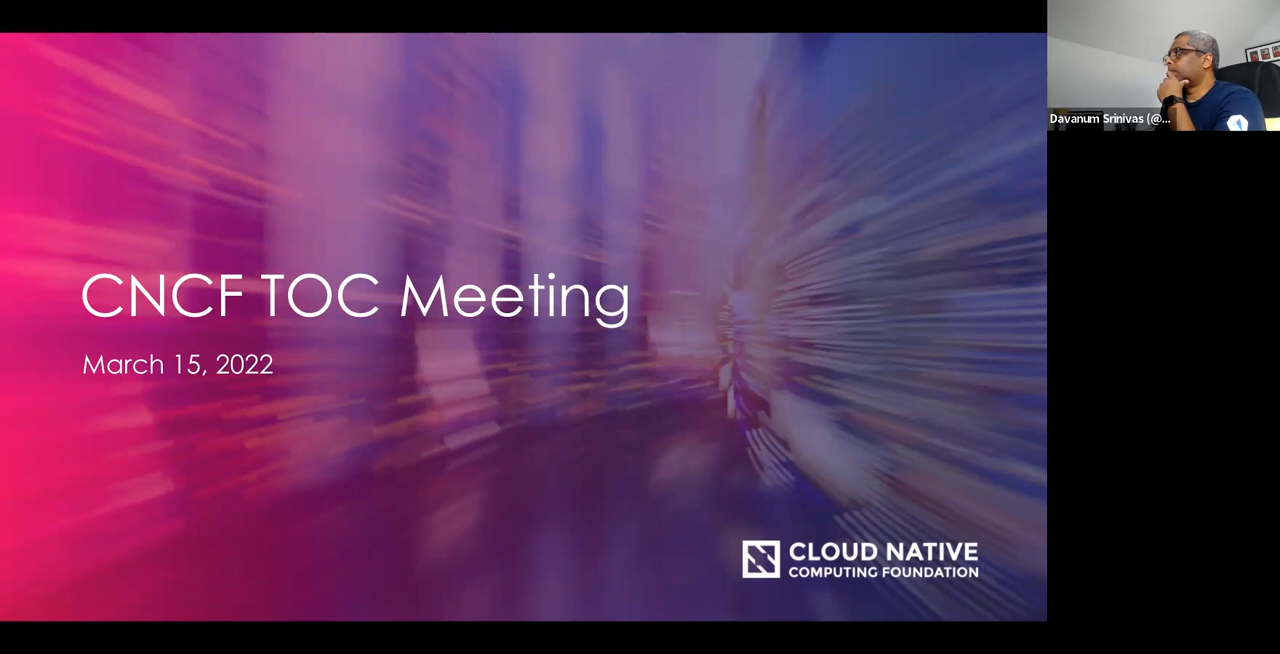 CNCF TOC Meeting
March 15, 2022
CLOUD NATIVE
COMPUTING FOUNDATION
Davanum Srinivas (@...